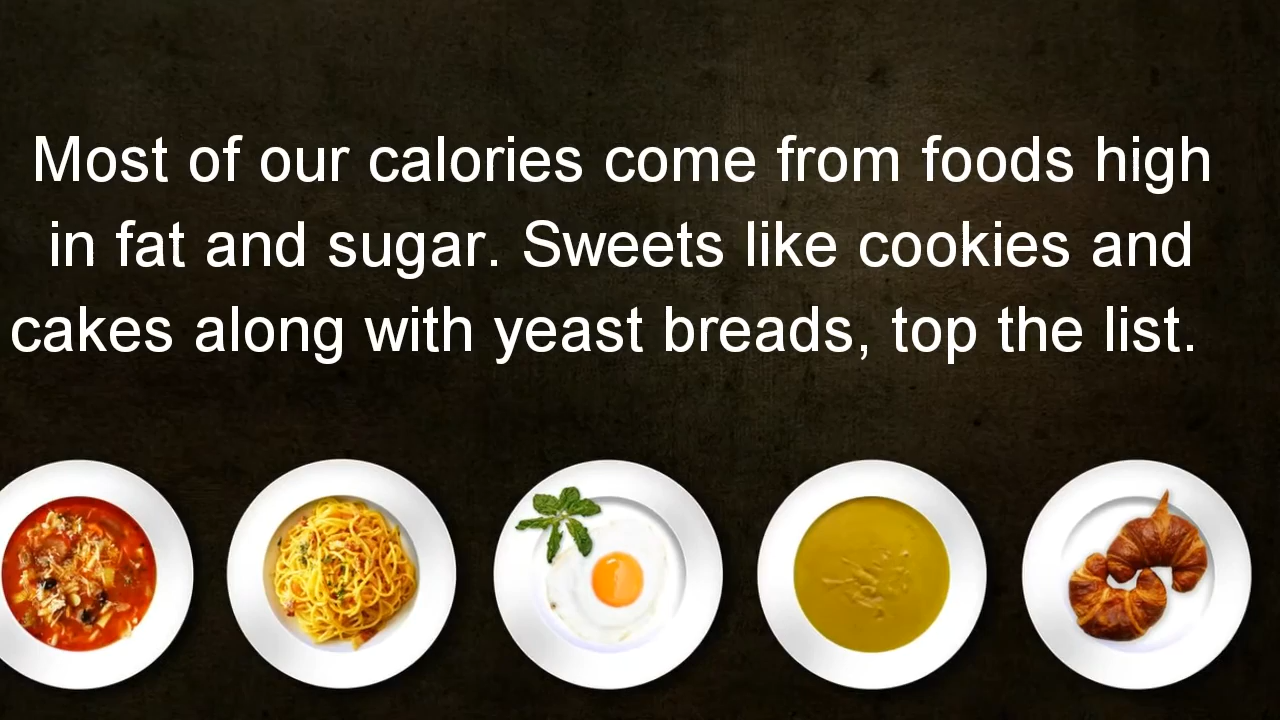 Most of our calories come from foods high
in fat and sugar. Sweets like cookies and
cakes along with yeast breads, top the list.